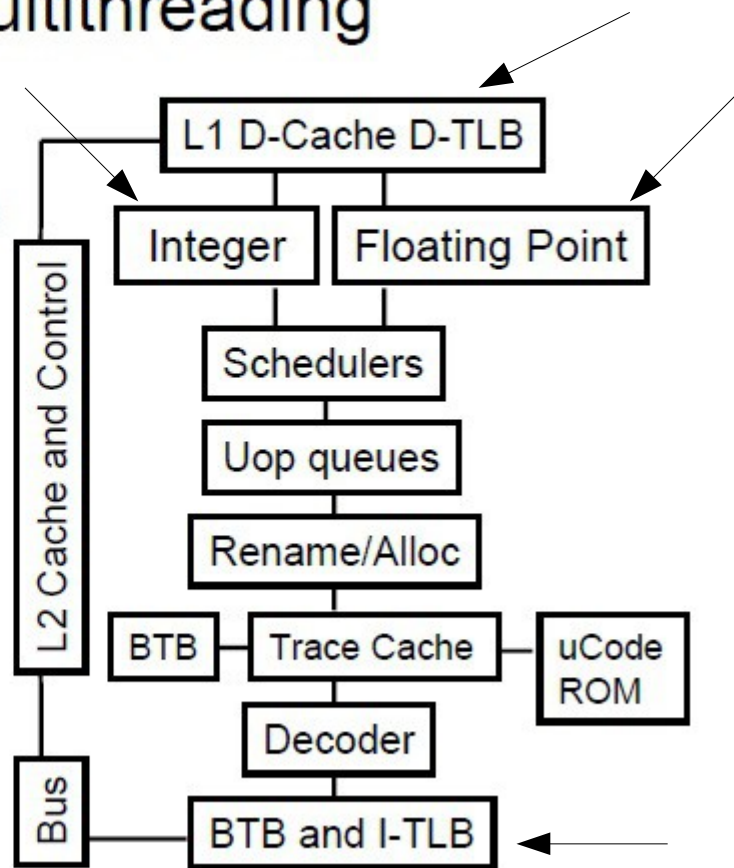 L1 D-Cache D-TLB
Integer
Floating Point
L2 Cache and Control
Schedulers
Uop queues
Rename/Alloc
BTB
Trace Cache
uCode
ROM
Decoder
Bus
BTB and I-TLB